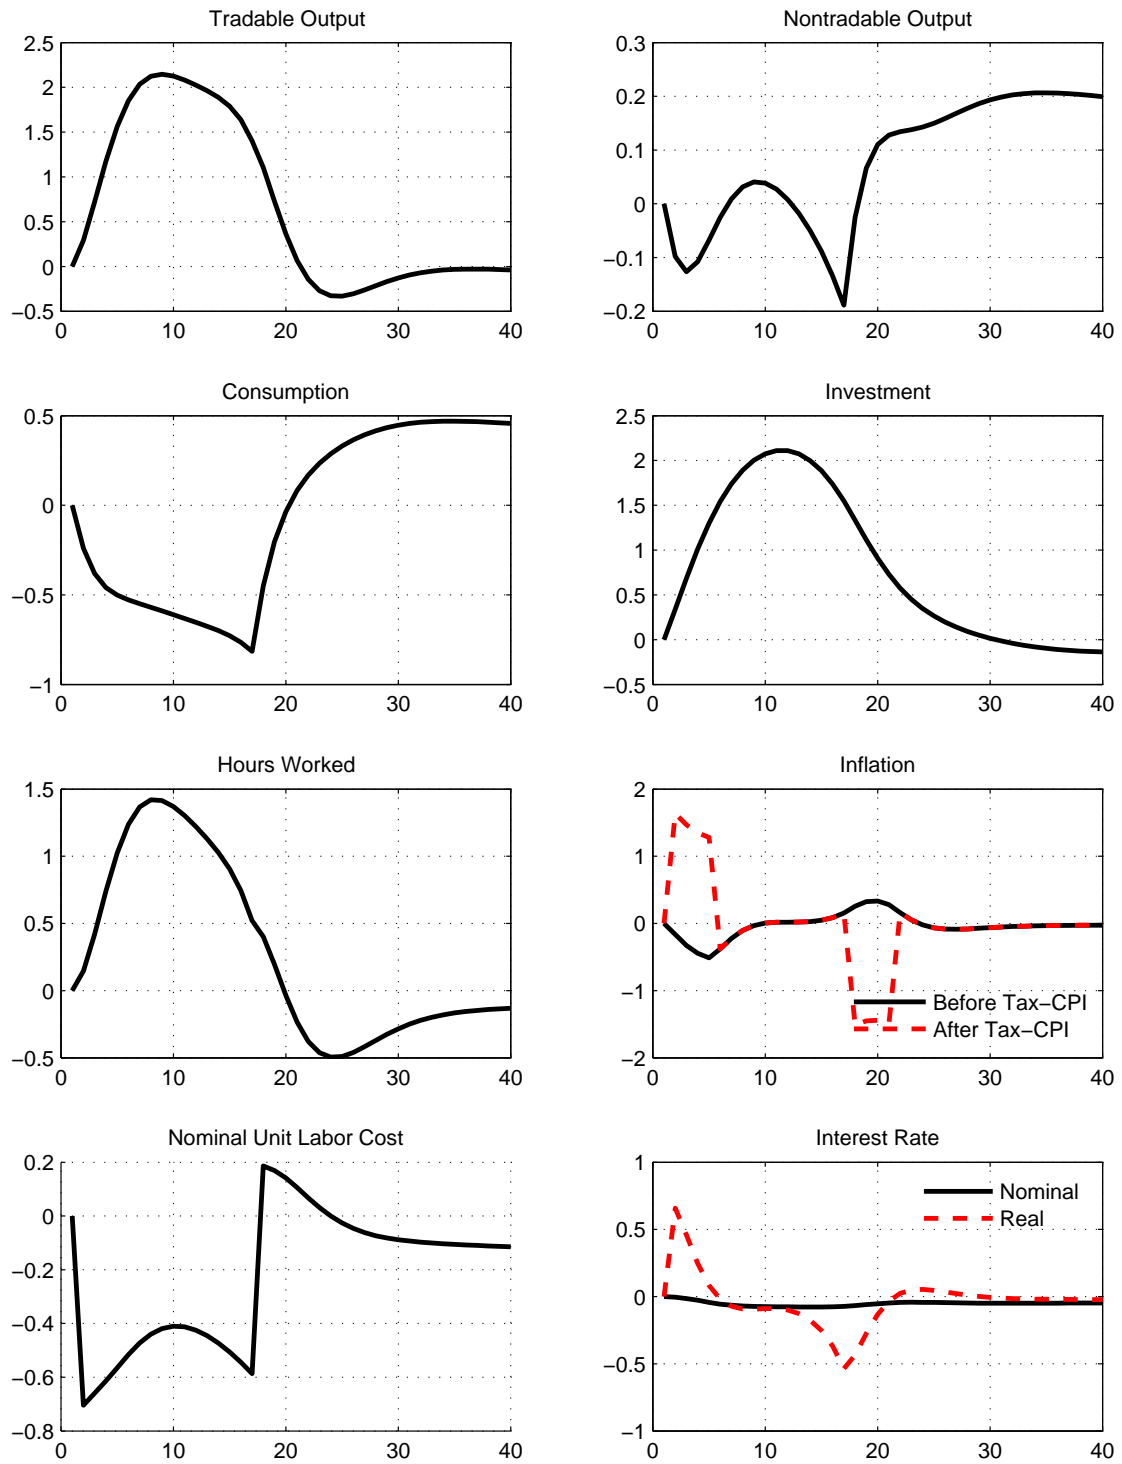 Tradable Output
2.5
2
1.5
1
0.5
0
−0.5
0 10 20 30 40
Nontradable Output
0.3
0.2
0.1
0
−0.1
−0.2
0 10 20 30 40
Consumption
0.5
0
−0.5
−1
0 10 20 30 40
Investment
2.5
2
1.5
1
0.5
0
−0.5
0 10 20 30 40
Hours Worked
1.5
1
0.5
0
−0.5
0 10 20 30 40
Inflation
2
1
0
−1
−2
0 10 20 30 40
Before Tax−CPI
After Tax−CPI
Nominal Unit Labor Cost
0.2
0
−0.2
−0.4
−0.6
−0.8
0 10 20 30 40
Interest Rate
1
0.5
0
−0.5
−1
0 10 20 30 40
Nominal
Real